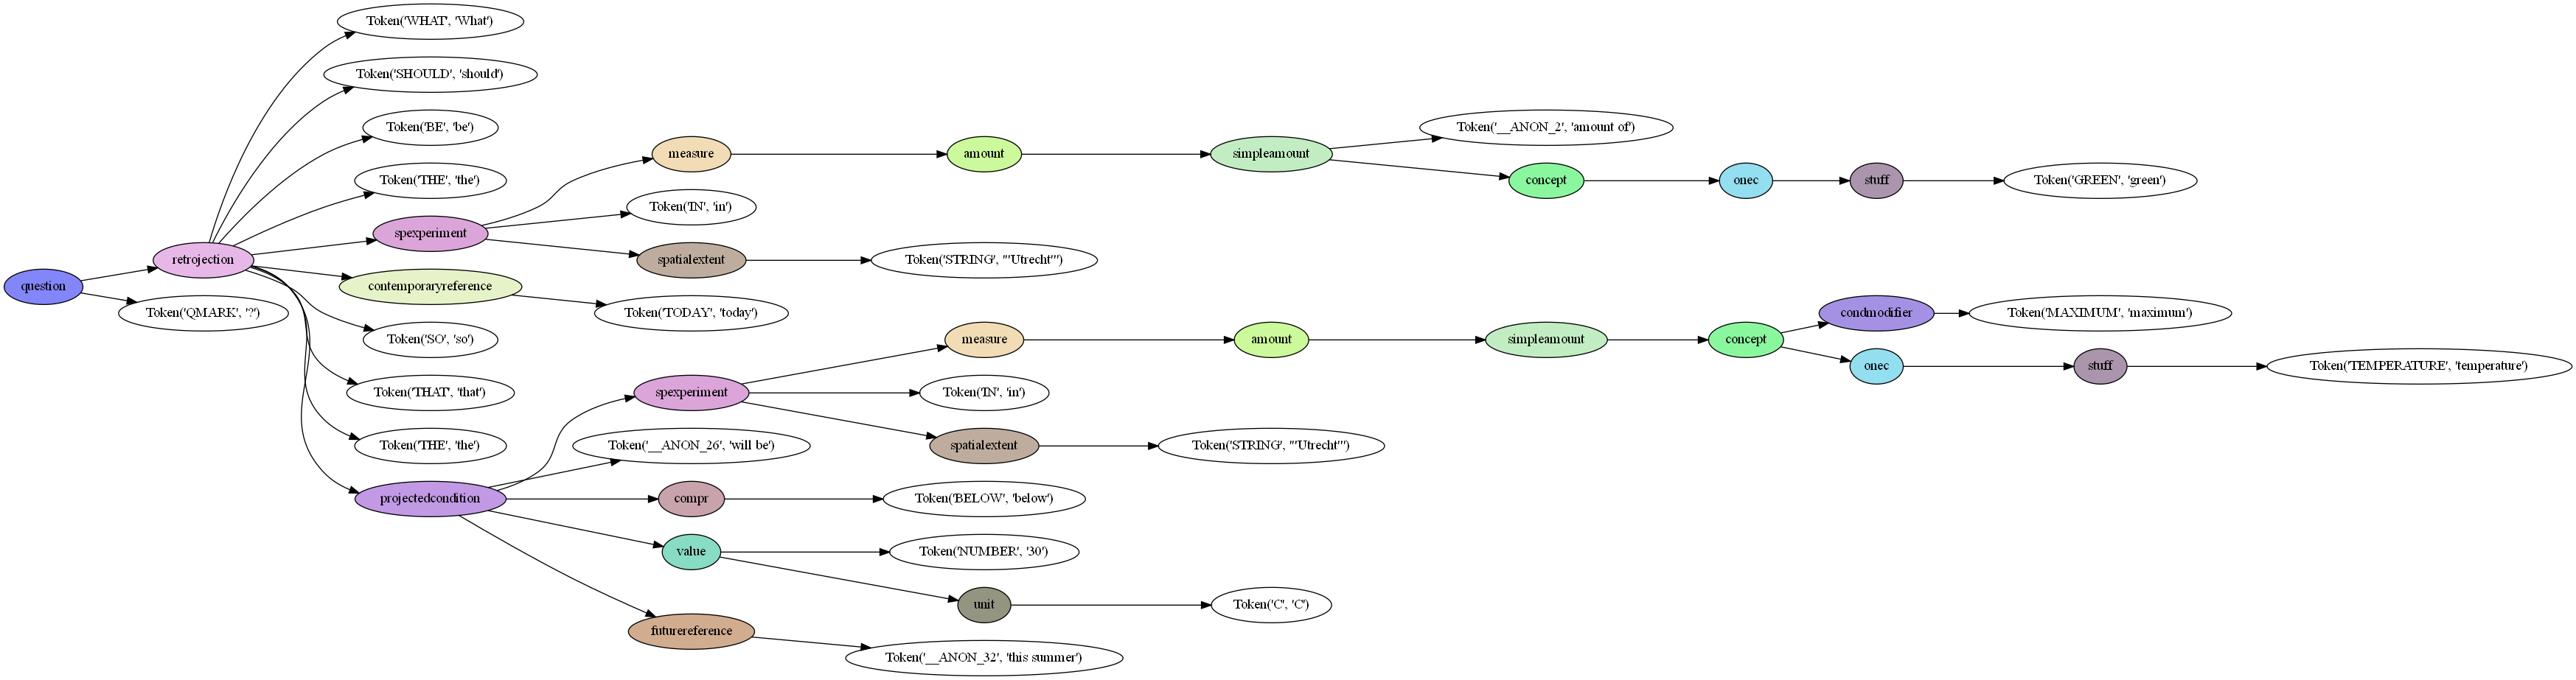 Token('WHAT', 'What')
Token('SHOULD', 'should')
Token('BE', 'be')
Token('__ANON_2', 'amount of')
measure
amount
simpleamount
Token('THE', 'the')
concept
onec
stuff
Token('GREEN', 'green')
Token('IN', 'in')
spexperiment
retrojection
spatialextent
Token('STRING', "'Utrecht'")
question
contemporaryreference
Token('QMARK', '?')
Token('TODAY', 'today')
condmodifier
Token('MAXIMUM', 'maximum')
Token('SO', 'so')
measure
amount
simpleamount
concept
onec
stuff
Token('TEMPERATURE', 'temperature')
Token('THAT', 'that')
spexperiment
Token('IN', 'in')
Token('THE', 'the')
Token('__ANON_26', 'will be')
spatialextent
Token('STRING', "'Utrecht'")
projectedcondition
compr
Token('BELOW', 'below')
value
Token('NUMBER', '30')
unit
Token('C', 'C')
futurereference
Token('__ANON_32', 'this summer')